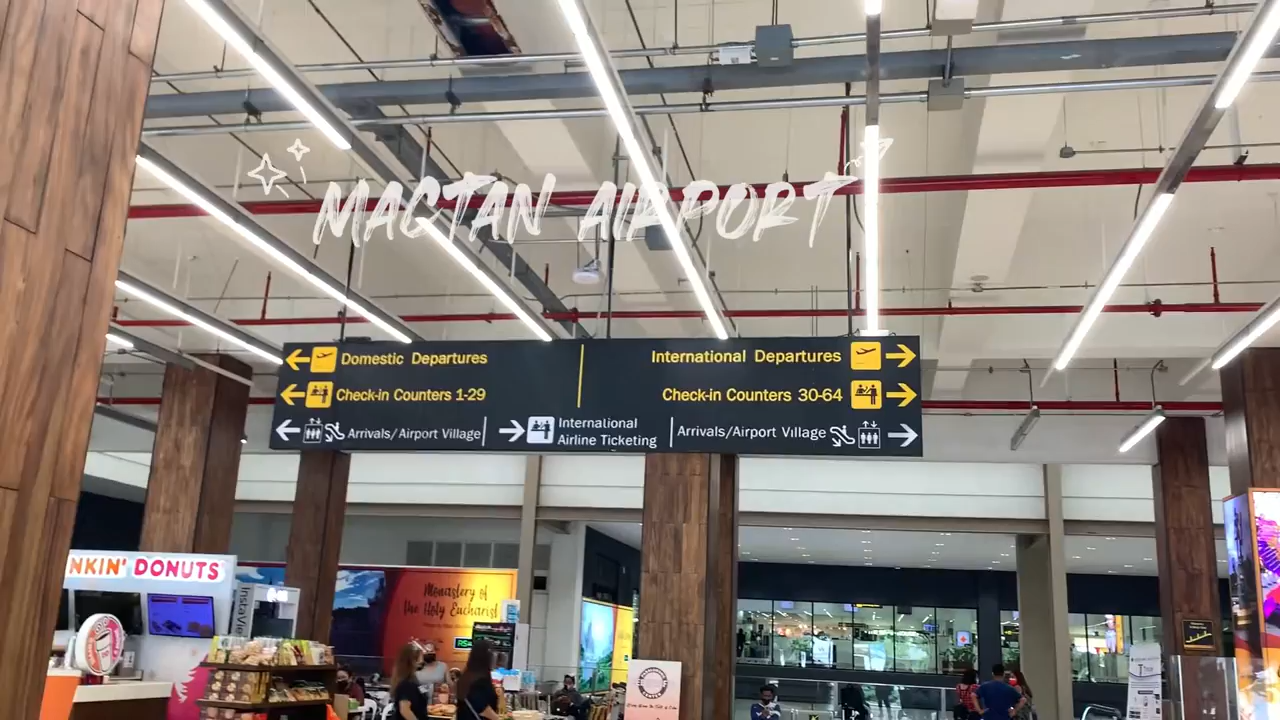 MACTAN AIRPORT
Domestic Departures
International Departures
Check-in Counters 1-29
Check-in Counters 30-64
Arrivals/Airport Village
International
Airline Ticketing
Arrivals/Airport Village
NKIN' DONUTS
InstaVie
Monastery of
the Holy Eucharist